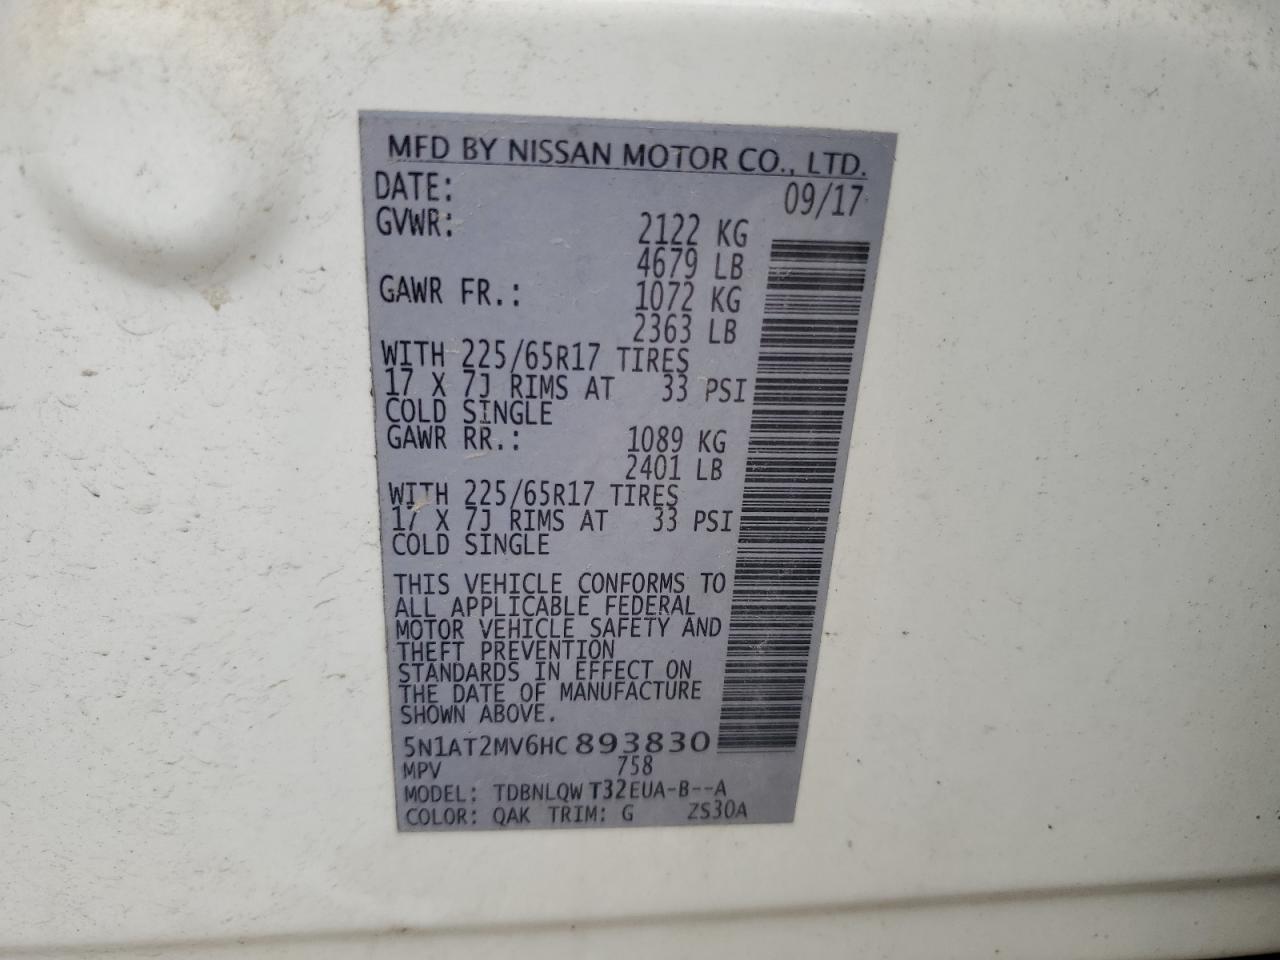 MFD BY NISSAN MOTOR CO., LTD.
DATE: 09/17
GVWR: 2122 KG
4679 LB
GAWR FR.: 1072 KG
2363 LB
WITH 225/65R17 TIRES
17 X 7J RIMS AT 33 PSI
COLD SINGLE
GAWR RR.: 1089 KG
2401 LB
WITH 225/65R17 TIRES
17 X 7J RIMS AT 33 PSI
COLD SINGLE
THIS VEHICLE CONFORMS TO
ALL APPLICABLE FEDERAL
MOTOR VEHICLE SAFETY AND
THEFT PREVENTION
STANDARDS IN EFFECT ON
THE DATE OF MANUFACTURE
SHOWN ABOVE.
5N1AT2MV6HC893830
MPV 758
MODEL: TDBNLQW T32EUA-B--A
COLOR: QAK TRIM: G ZS30A